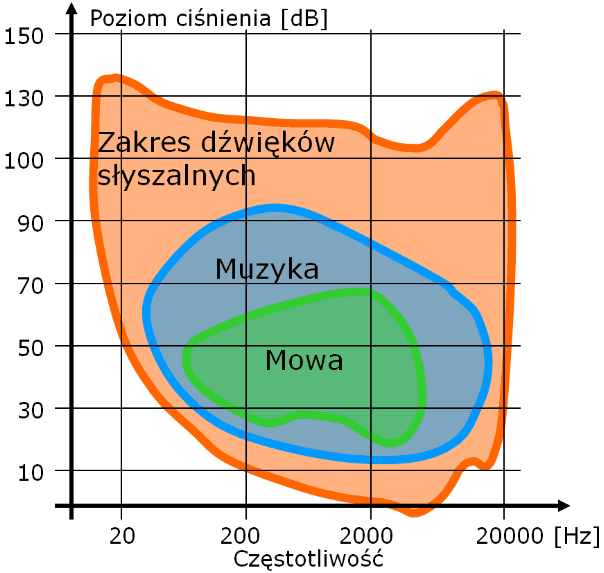 Poziom ciśnienia [dB]
150
130
Zakres dźwięków
100
słyszalnych
90
Muzyka
70
50
Mowa
30
10
20 200 2000 20000 [Hz]
Częstotliwość